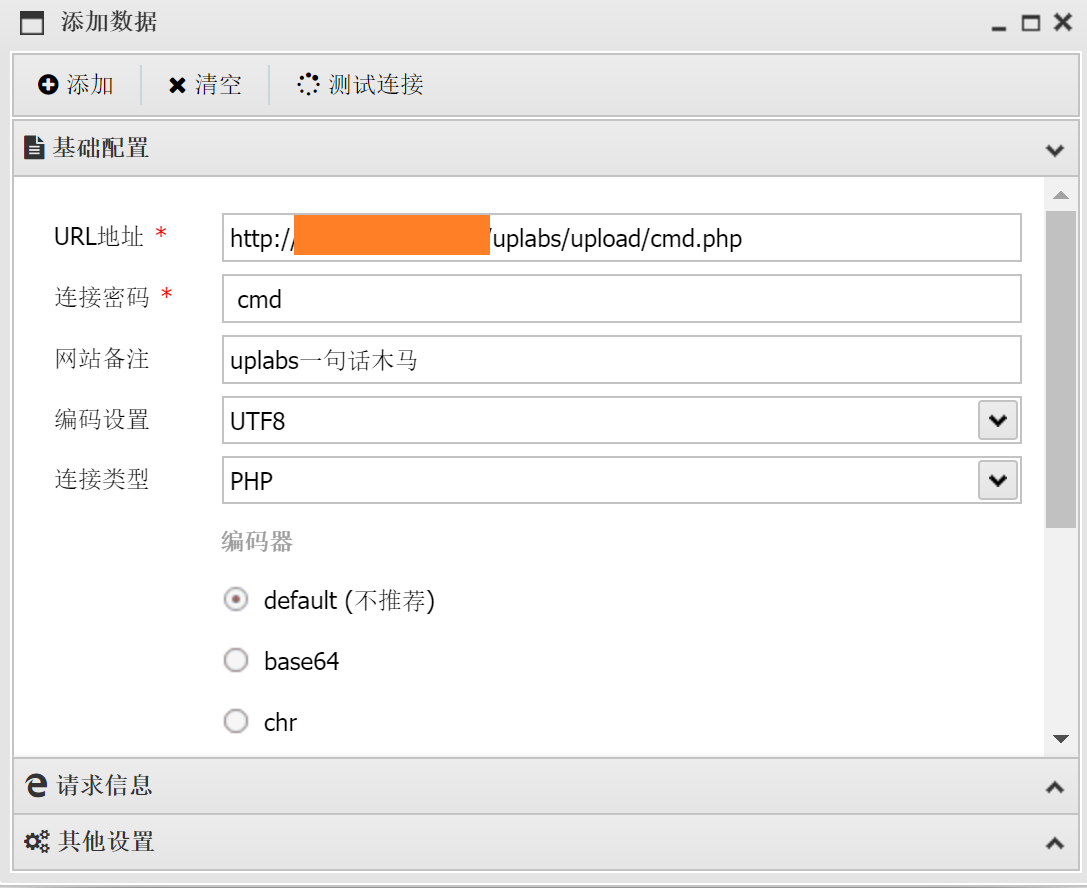 添加数据
添加 清空 测试连接
基础配置
URL地址 * http:// /uplabs/upload/cmd.php
连接密码 * cmd
网站备注 uplabs一句话木马
编码设置 UTF8
连接类型 PHP
编码器
default (不推荐)
base64
chr
请求信息
其他设置